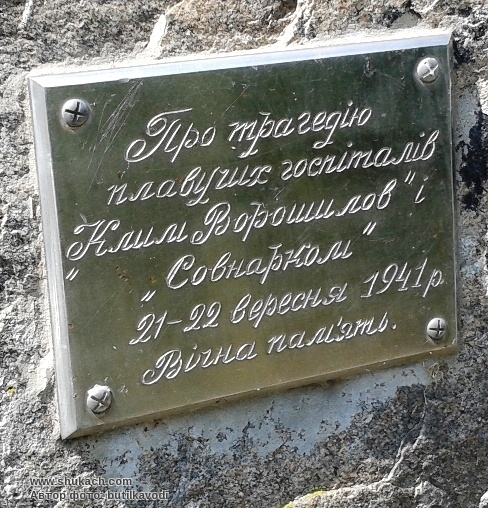 Про трагедію
плавучих госпіталів
"Клим Ворошилов" і
"Совнарком"
21-22 вересня 1941р.
Вічна пам'ять.
www.shukach.com
Автор фото: butilkavodi